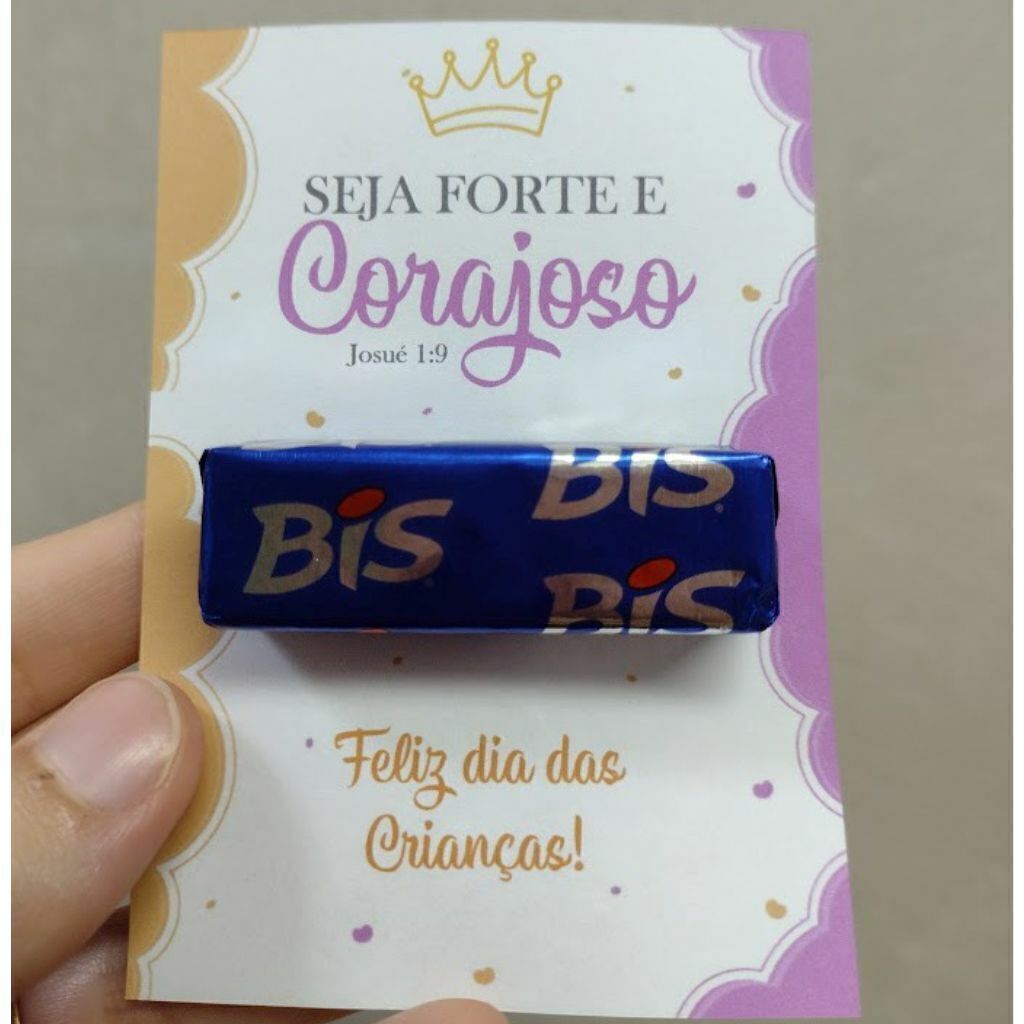 SEJA FORTE E
Corajoso
Josué 1:9
BIS
BIS
BIS
Feliz dia das
Crianças!